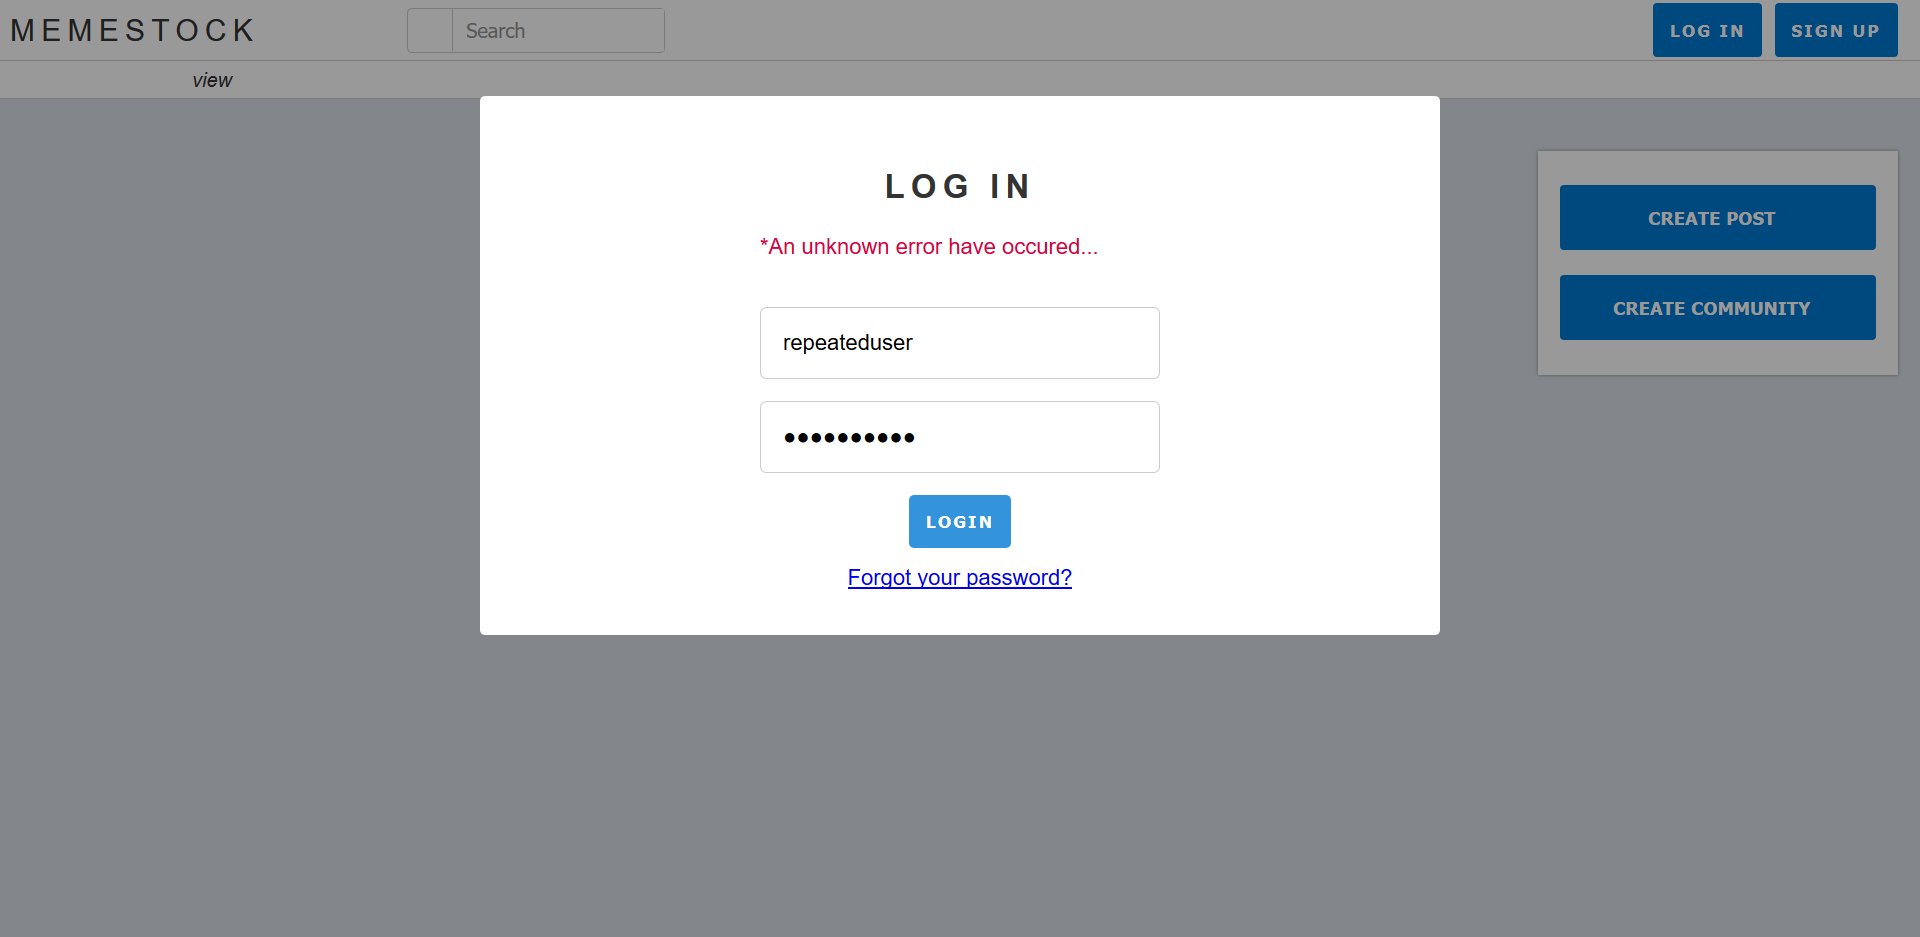 MEMESTOCK
Search
LOG IN
SIGN UP
view
LOG IN
*An unknown error have occured...
repeateduser
●●●●●●●●●●
LOGIN
Forgot your password?
CREATE POST
CREATE COMMUNITY